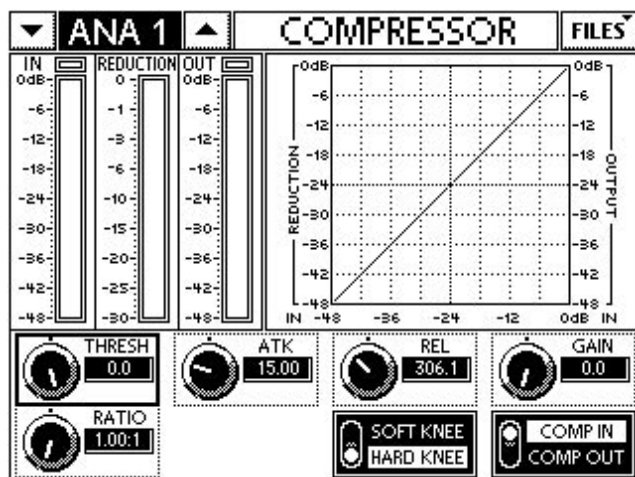 ANA 1 COMPRESSOR FILES
IN REDUCTION OUT
0dB 0 0dB
-6 -1 -6
-12 -3 -12
-18 -6 -18
-24 -10 -24
-30 -15 -30
-36 -20 -36
-42 -25 -42
-48 -30 -48
0dB 0dB
-6 -6
-12 -12
-18 -18
-24 -24
-30 -30
-36 -36
-42 -42
-48 -48
REDUCTION
OUTPUT
IN -48 -36 -24 -12 0dB IN
THRESH ATK REL GAIN
0.0 15.00 306.1 0.0
RATIO
1.00:1
SOFT KNEE COMP IN
HARD KNEE COMP OUT